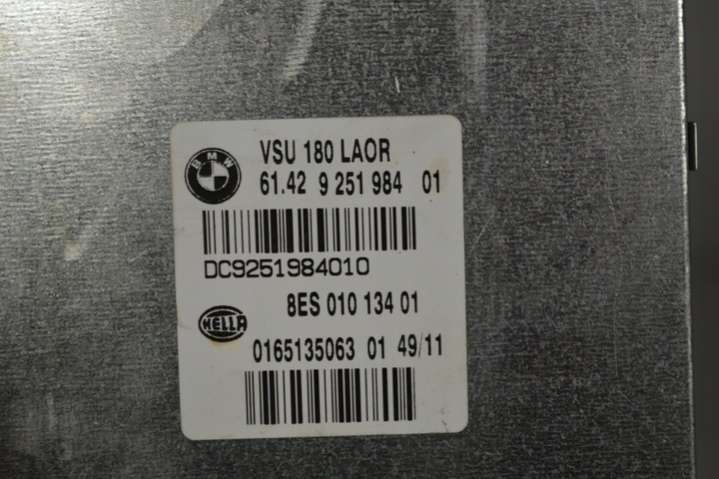 BMW
VSU 180 LAOR
61.42 9 251 984 01
DC9251984010
8ES 010 134 01
HELLA
0165135063 01 49/11